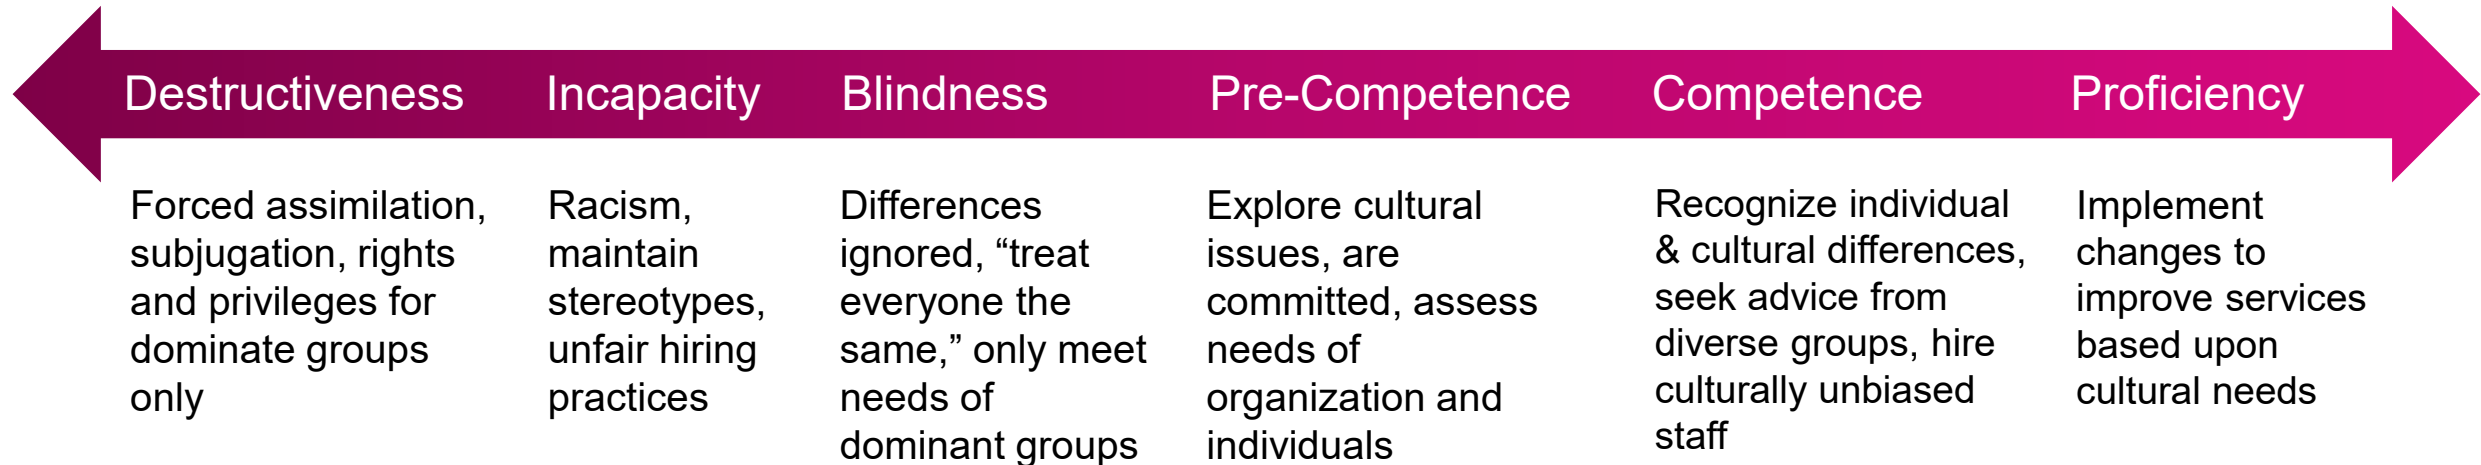 Destructiveness
Incapacity
Blindness
Pre-Competence
Competence
Proficiency
Forced assimilation,
subjugation, rights
and privileges for
dominate groups
only
Racism,
maintain
stereotypes,
unfair hiring
practices
Differences
ignored, “treat
everyone the
same,” only meet
needs of
dominant groups
Explore cultural
issues, are
committed, assess
needs of
organization and
individuals
Recognize individual
& cultural differences,
seek advice from
diverse groups, hire
culturally unbiased
staff
Implement
changes to
improve services
based upon
cultural needs